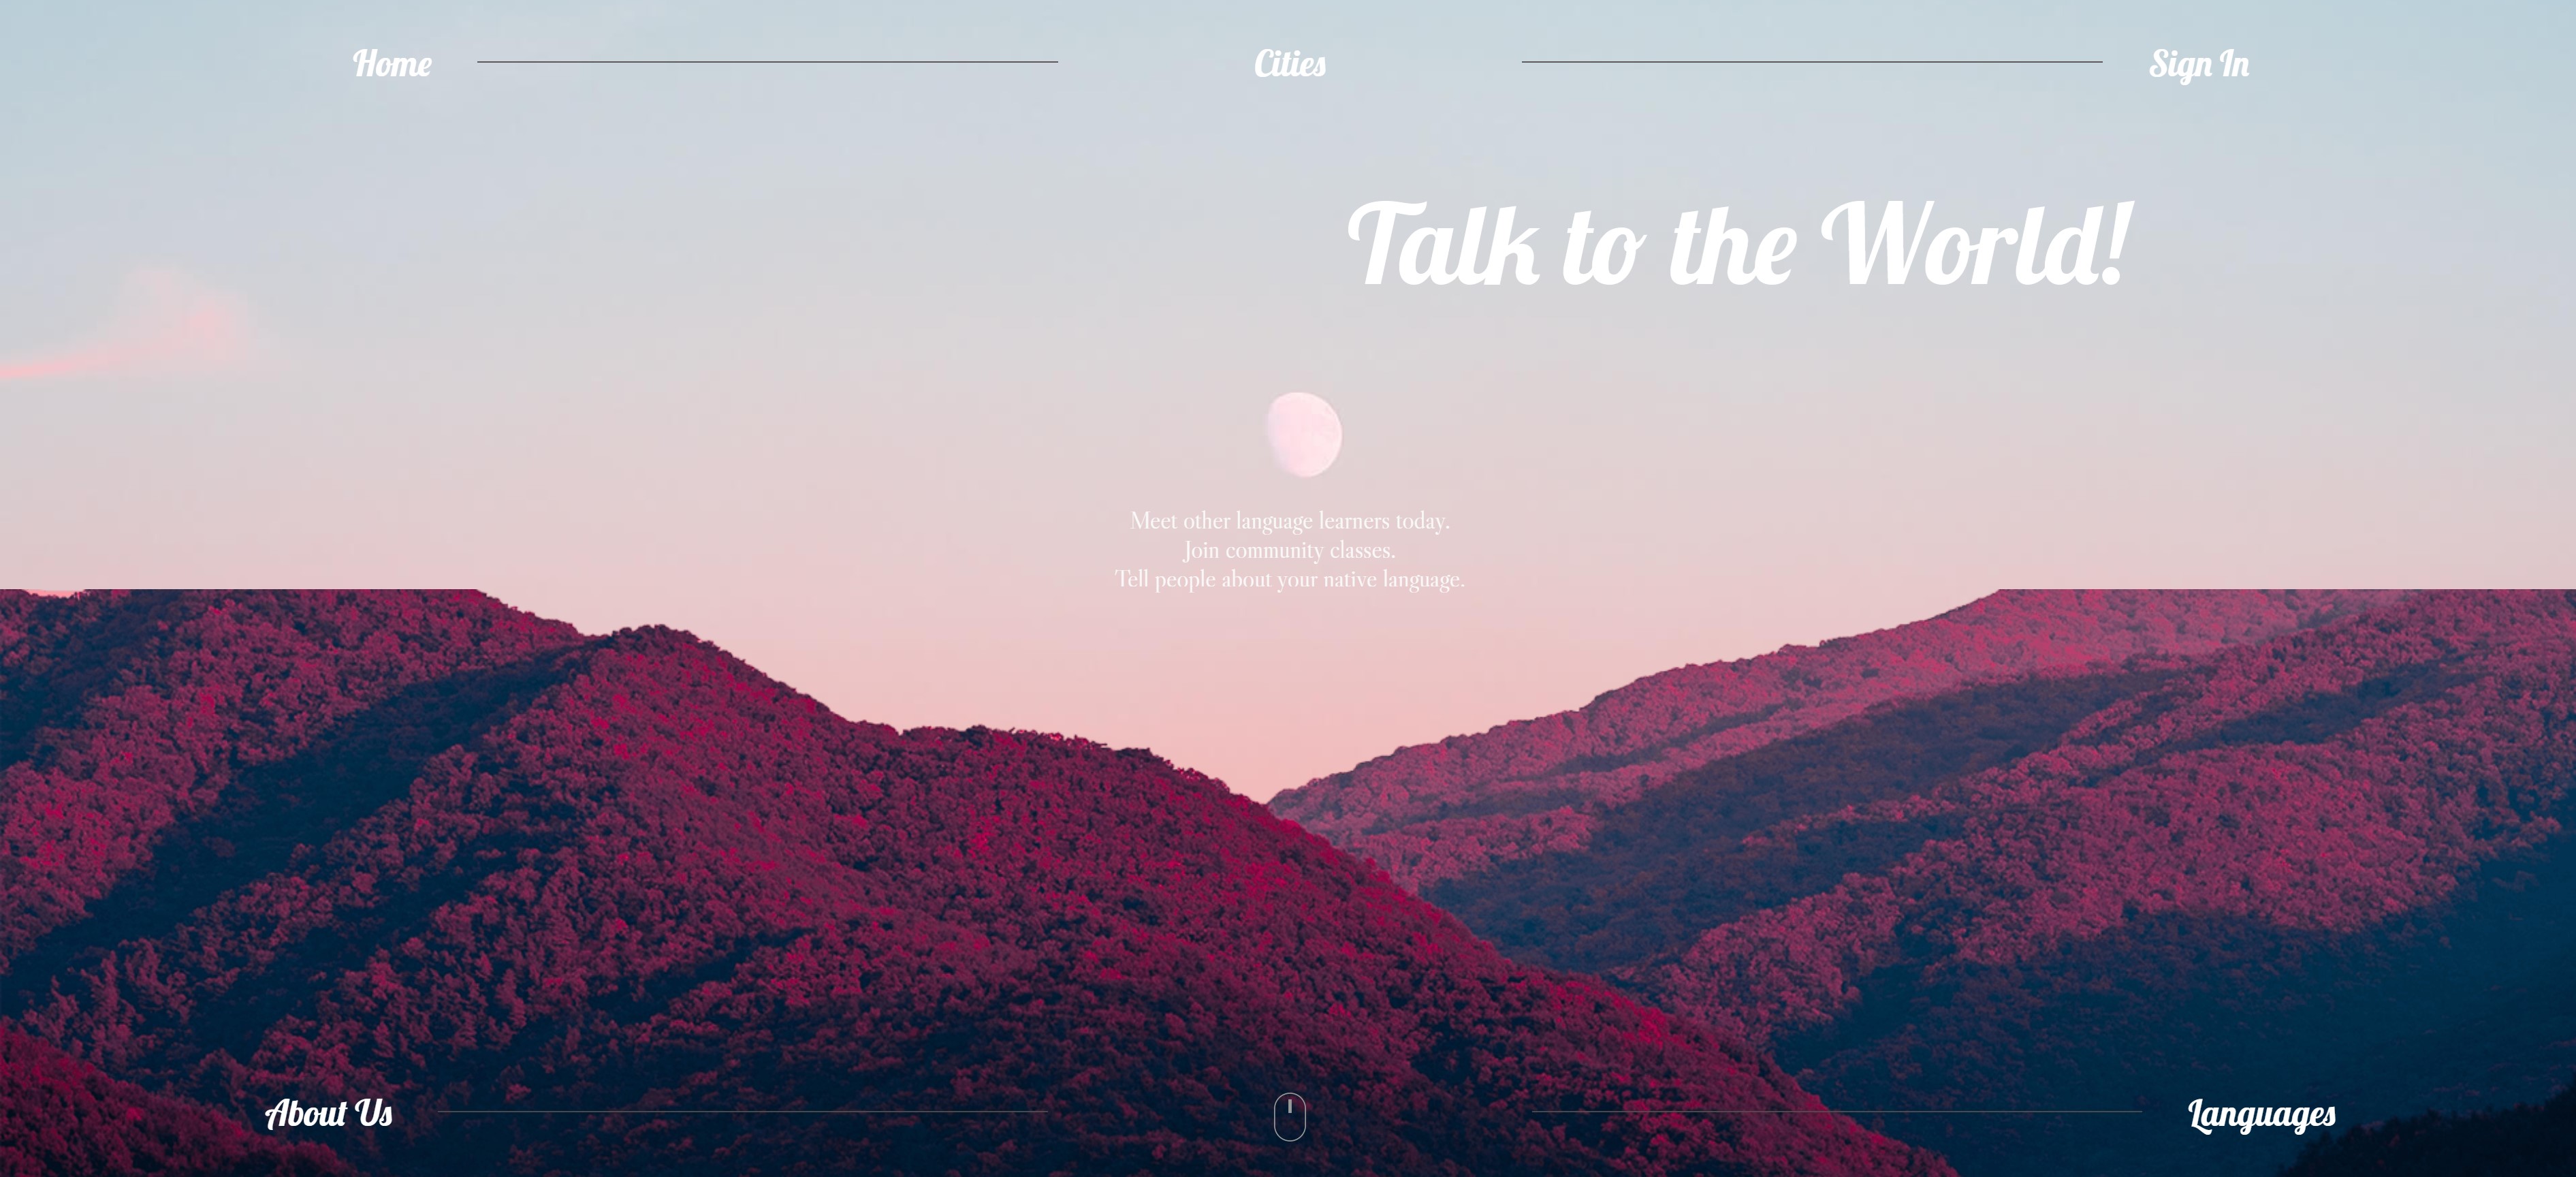 Home
Cities
Sign In
Talk to the World!
Meet other language learners today.
Join community classes.
Tell people about your native language.
About Us
Languages